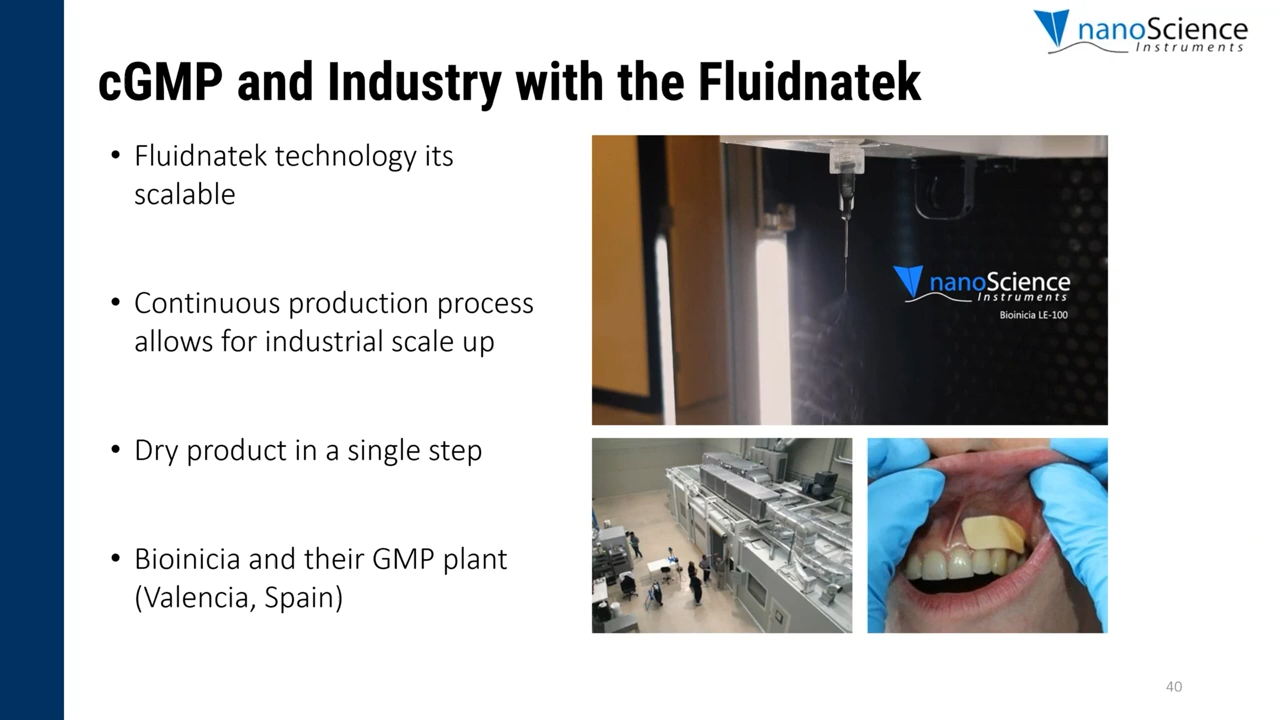 nanoScience
Instruments
cGMP and Industry with the Fluidnatek
• Fluidnatek technology its
scalable
• Continuous production process
allows for industrial scale up
• Dry product in a single step
• Bioinicia and their GMP plant
(Valencia, Spain)
nanoScience
Instruments
Bioinicia LE-100
40